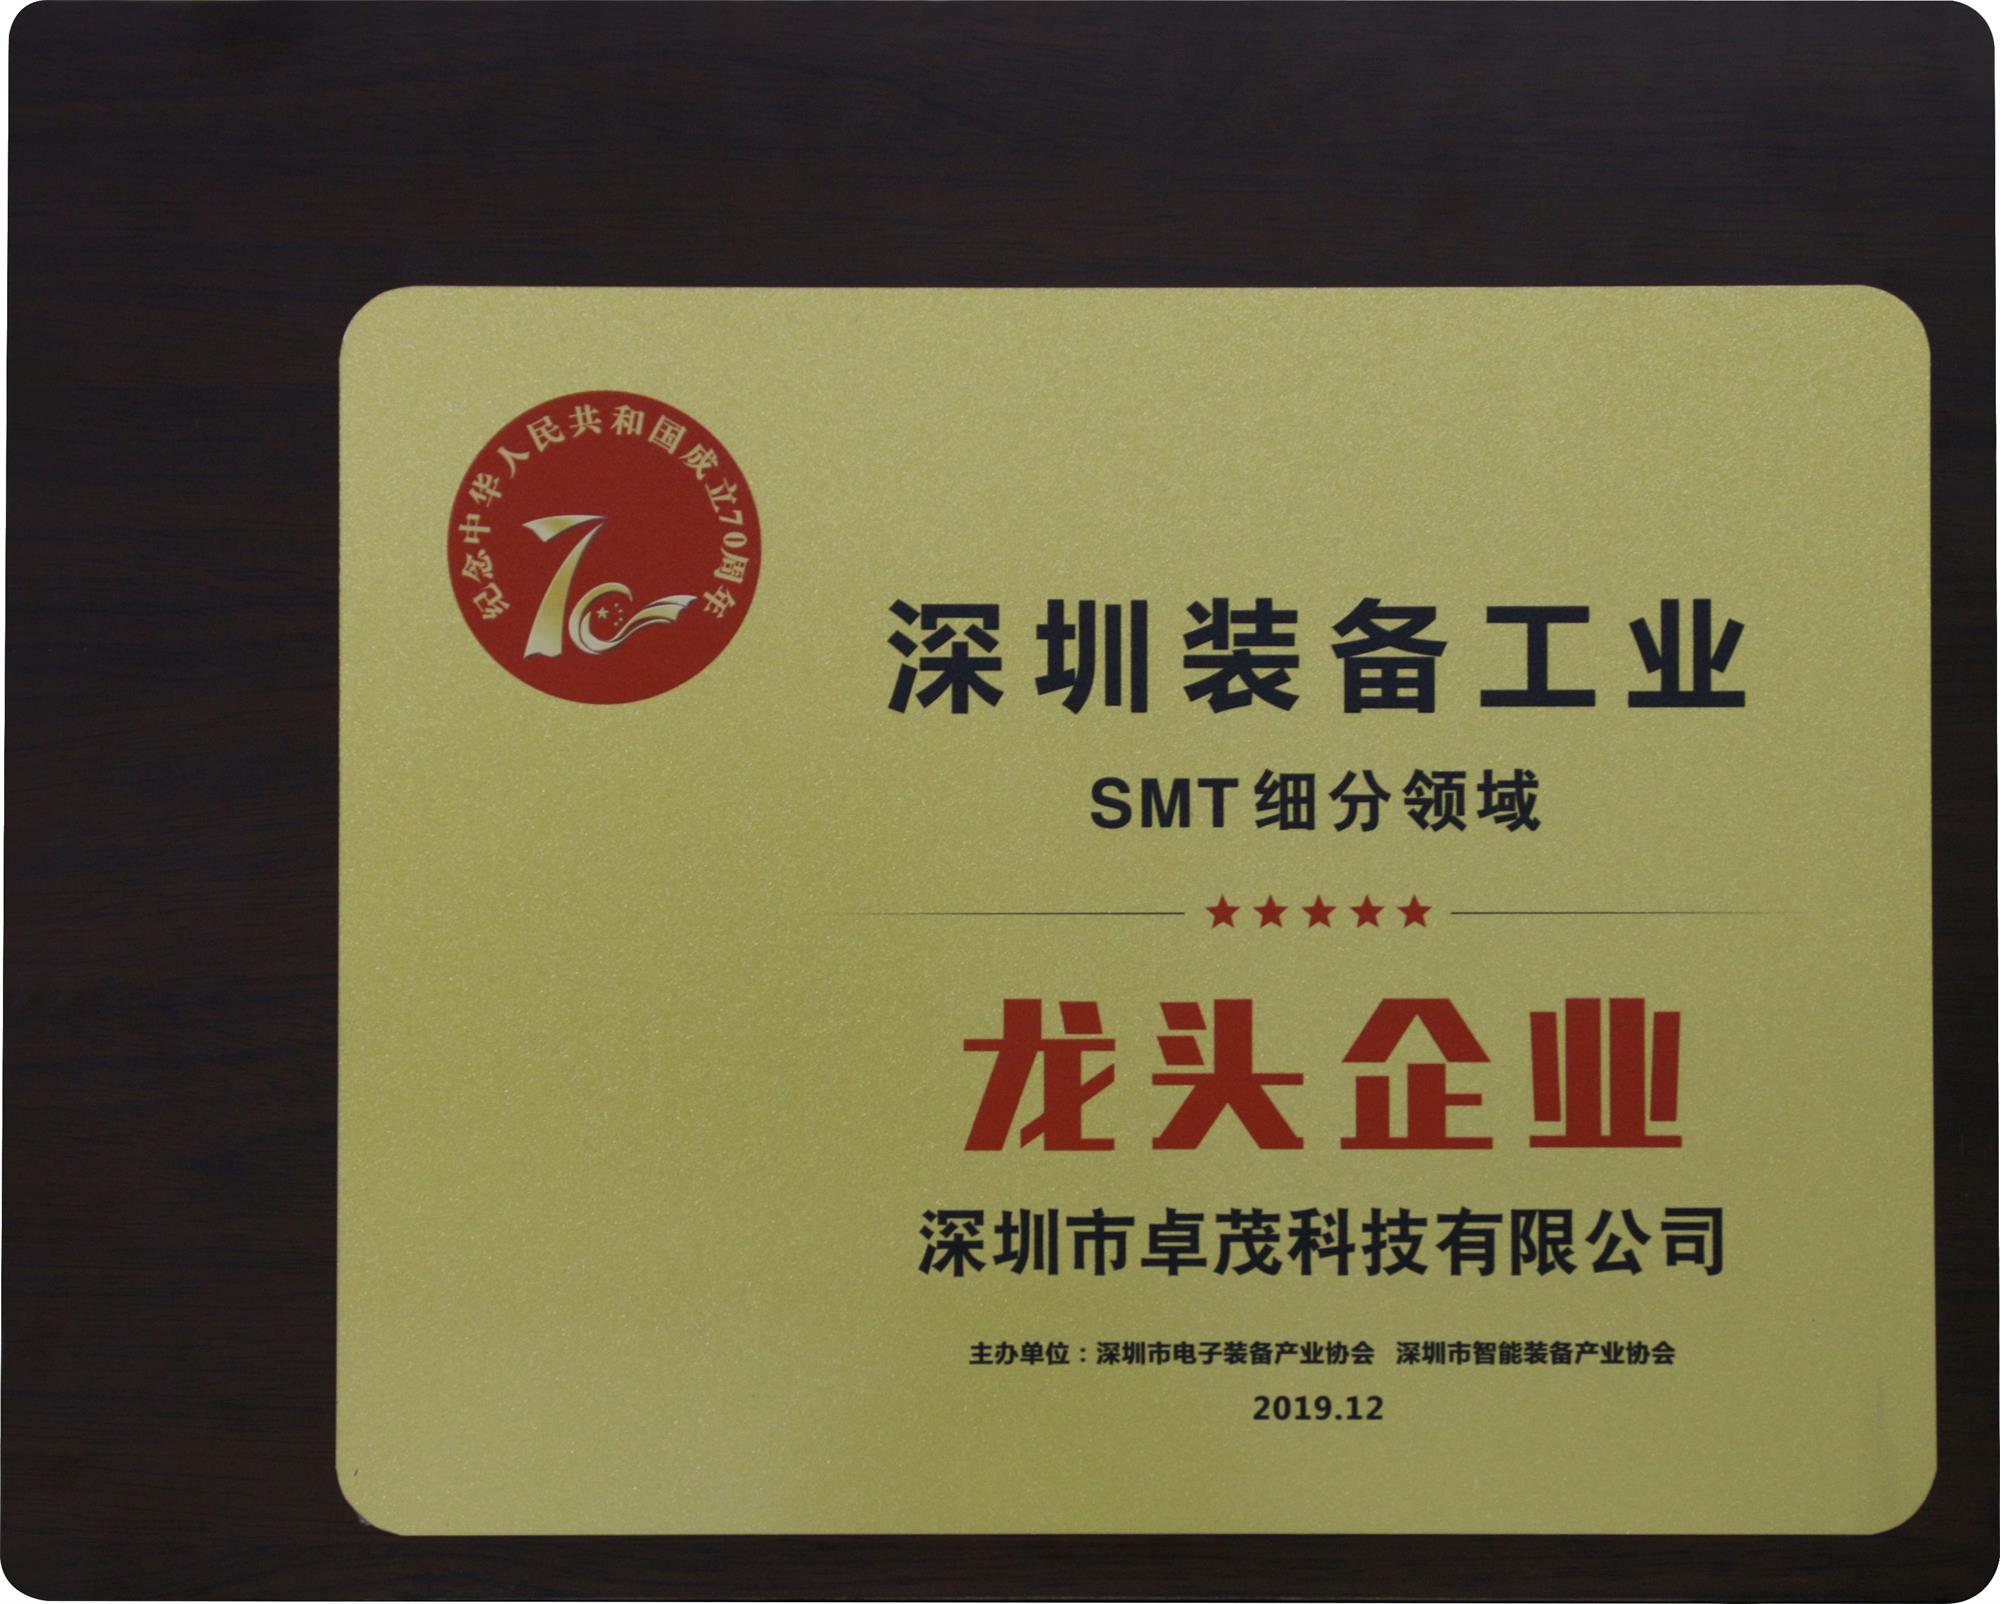 纪念中华人民共和国成立70周年
70
深圳装备工业
SMT细分领域
龙头企业
深圳市卓茂科技有限公司
主办单位：深圳市电子装备产业协会 深圳市智能装备产业协会
2019.12